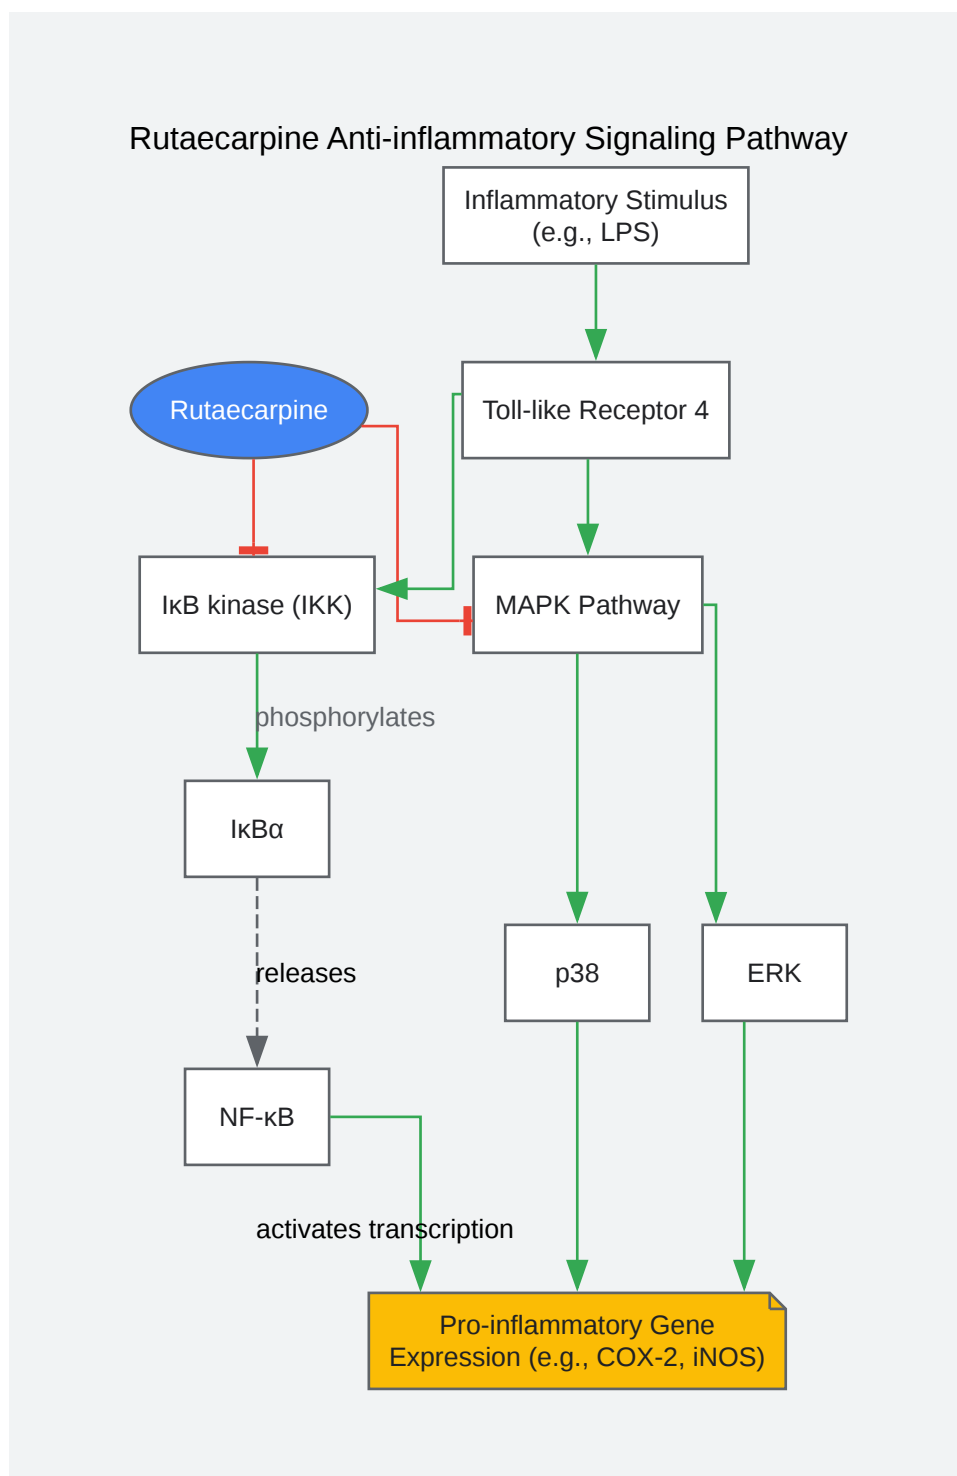 Rutaecarpine Anti-inflammatory Signaling Pathway
Inflammatory Stimulus
(e.g., LPS)
Rutaecarpine
Toll-like Receptor 4
IκB kinase (IKK)
MAPK Pathway
phosphorylates
IκBα
releases
p38
ERK
NF-κB
activates transcription
Pro-inflammatory Gene
Expression (e.g., COX-2, iNOS)